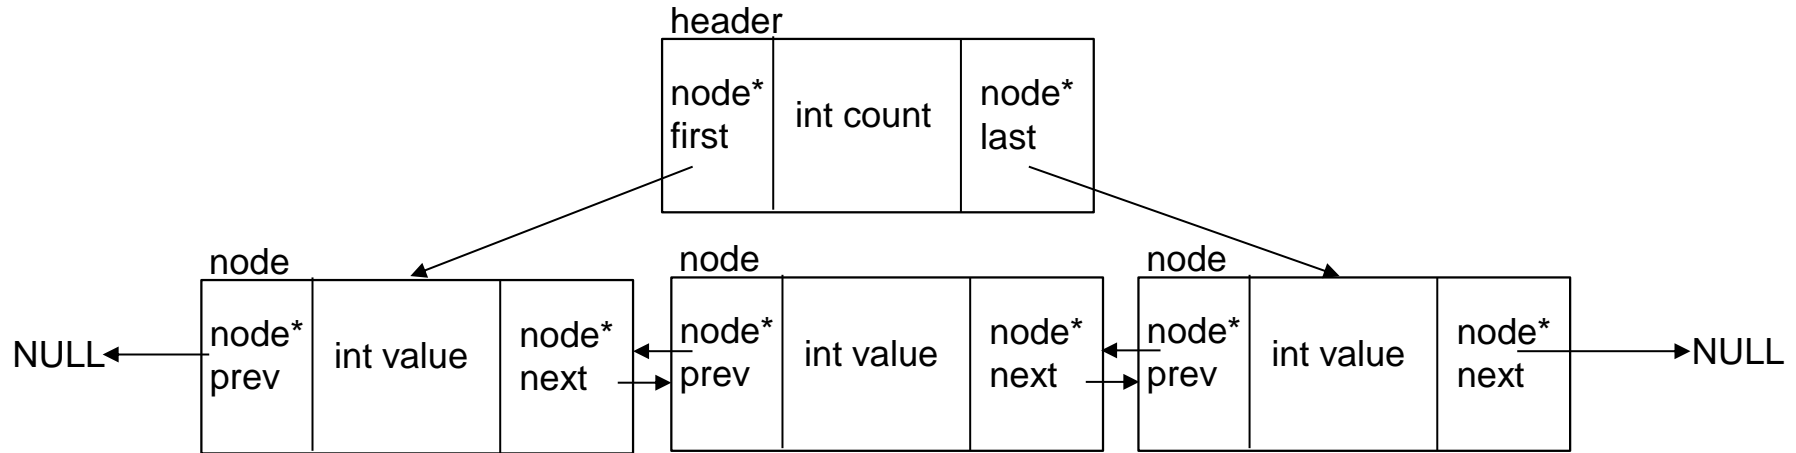 header
node*
first
int count
node*
last
node
node
node
NULL
node*
prev
int value
node*
next
node*
prev
int value
node*
next
node*
prev
int value
node*
next
NULL